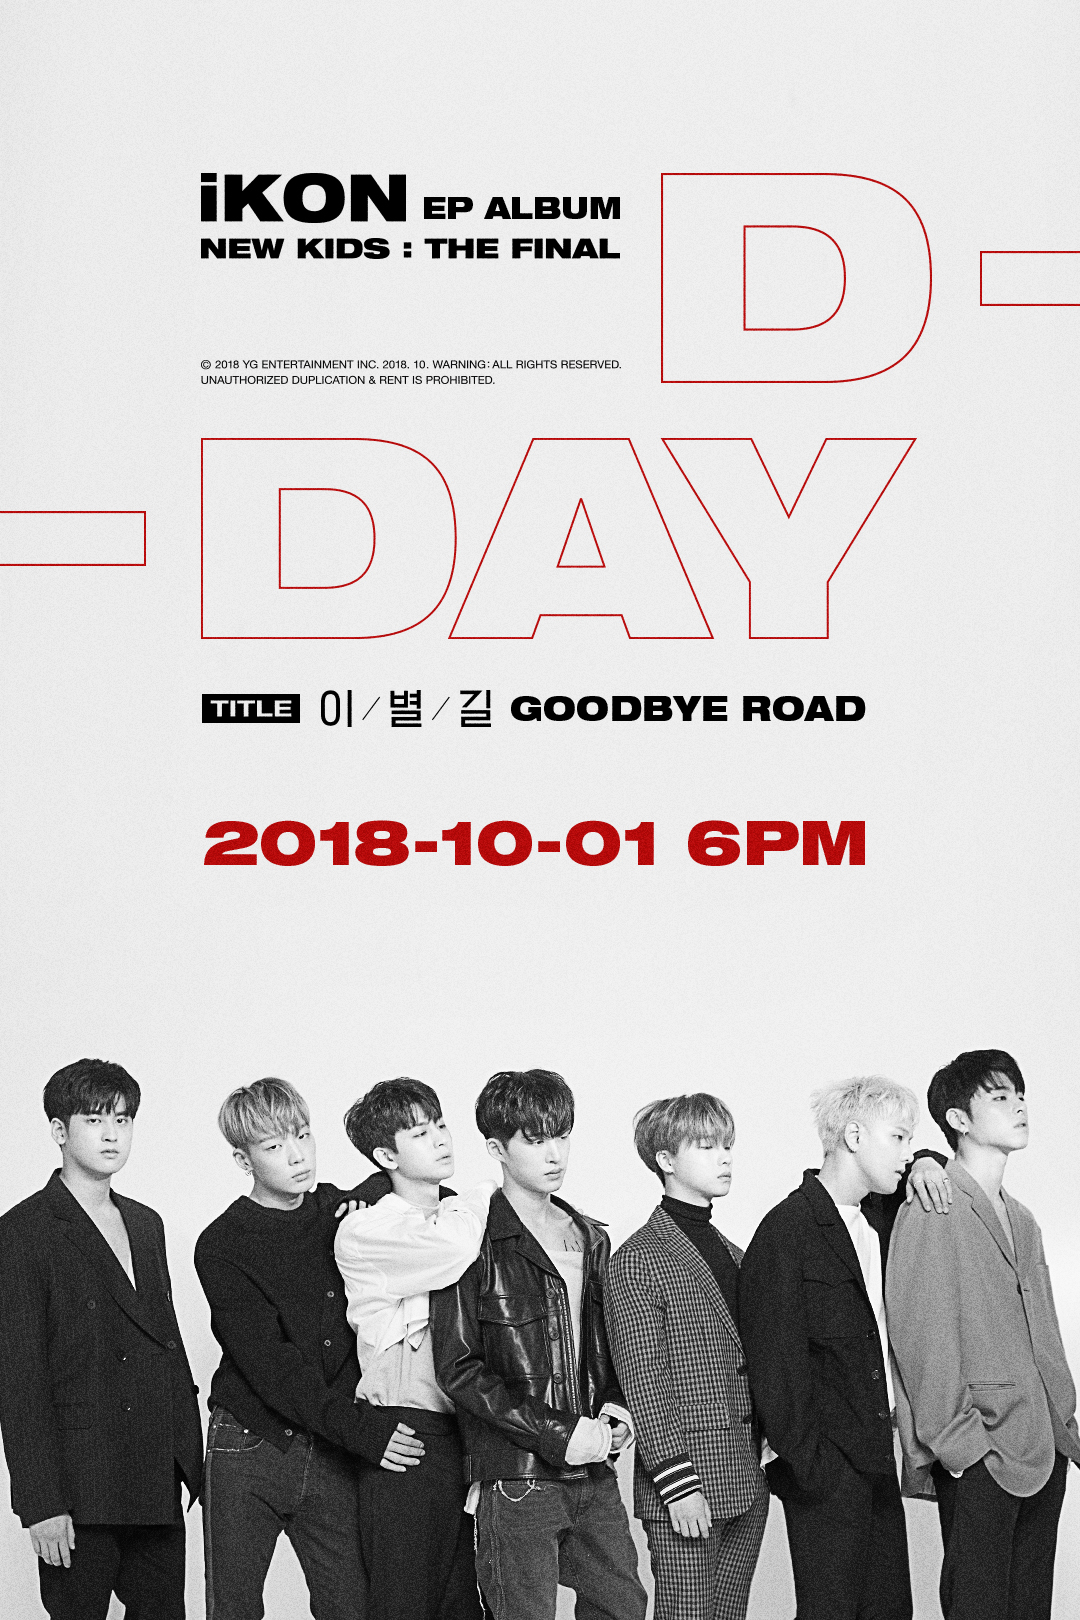 iKON EP ALBUM
NEW KIDS : THE FINAL
© 2018 YG ENTERTAINMENT INC. 2018. 10. WARNING: ALL RIGHTS RESERVED.
UNAUTHORIZED DUPLICATION & RENT IS PROHIBITED.
D-
-DAY
TITLE 이/별/길 GOODBYE ROAD
2018-10-01 6PM